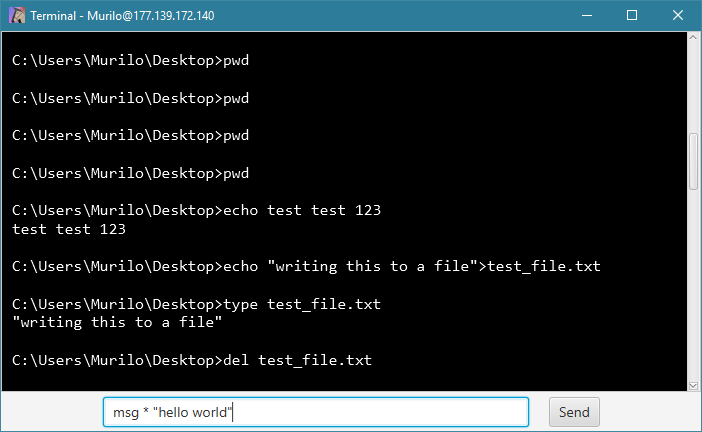 Terminal - Murilo@177.139.172.140
C:\Users\Murilo\Desktop>pwd
C:\Users\Murilo\Desktop>pwd
C:\Users\Murilo\Desktop>pwd
C:\Users\Murilo\Desktop>pwd
C:\Users\Murilo\Desktop>echo test test 123
test test 123
C:\Users\Murilo\Desktop>echo "writing this to a file">test_file.txt
C:\Users\Murilo\Desktop>type test_file.txt
"writing this to a file"
C:\Users\Murilo\Desktop>del test_file.txt
msg * "hello world"
Send